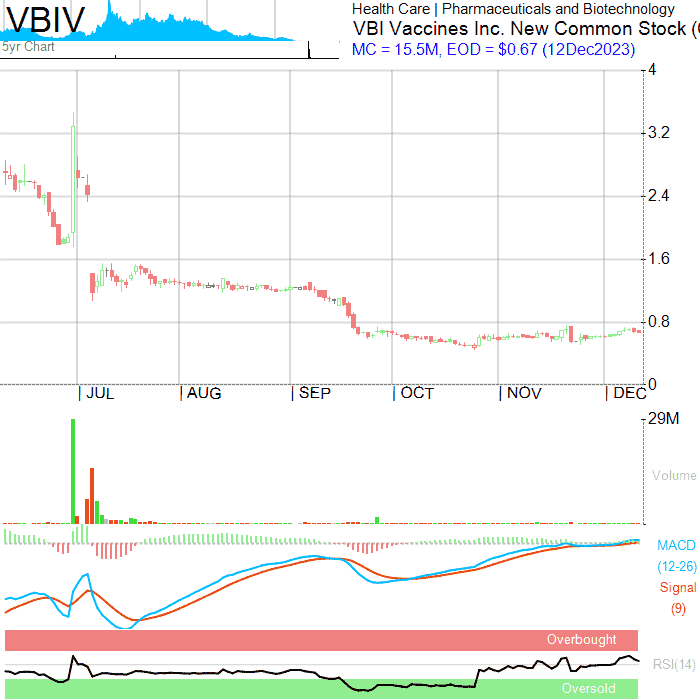 VBIV
5yr Chart
Health Care | Pharmaceuticals and Biotechnology
VBI Vaccines Inc. New Common Stock (
MC = 15.5M, EOD = $0.67 (12Dec2023)
4
3.2
2.4
1.6
0.8
0
| JUL | AUG | SEP | OCT | NOV | DEC
29M
Volume
MACD
(12-26)
Signal
(9)
Overbought
RSI(14)
Oversold